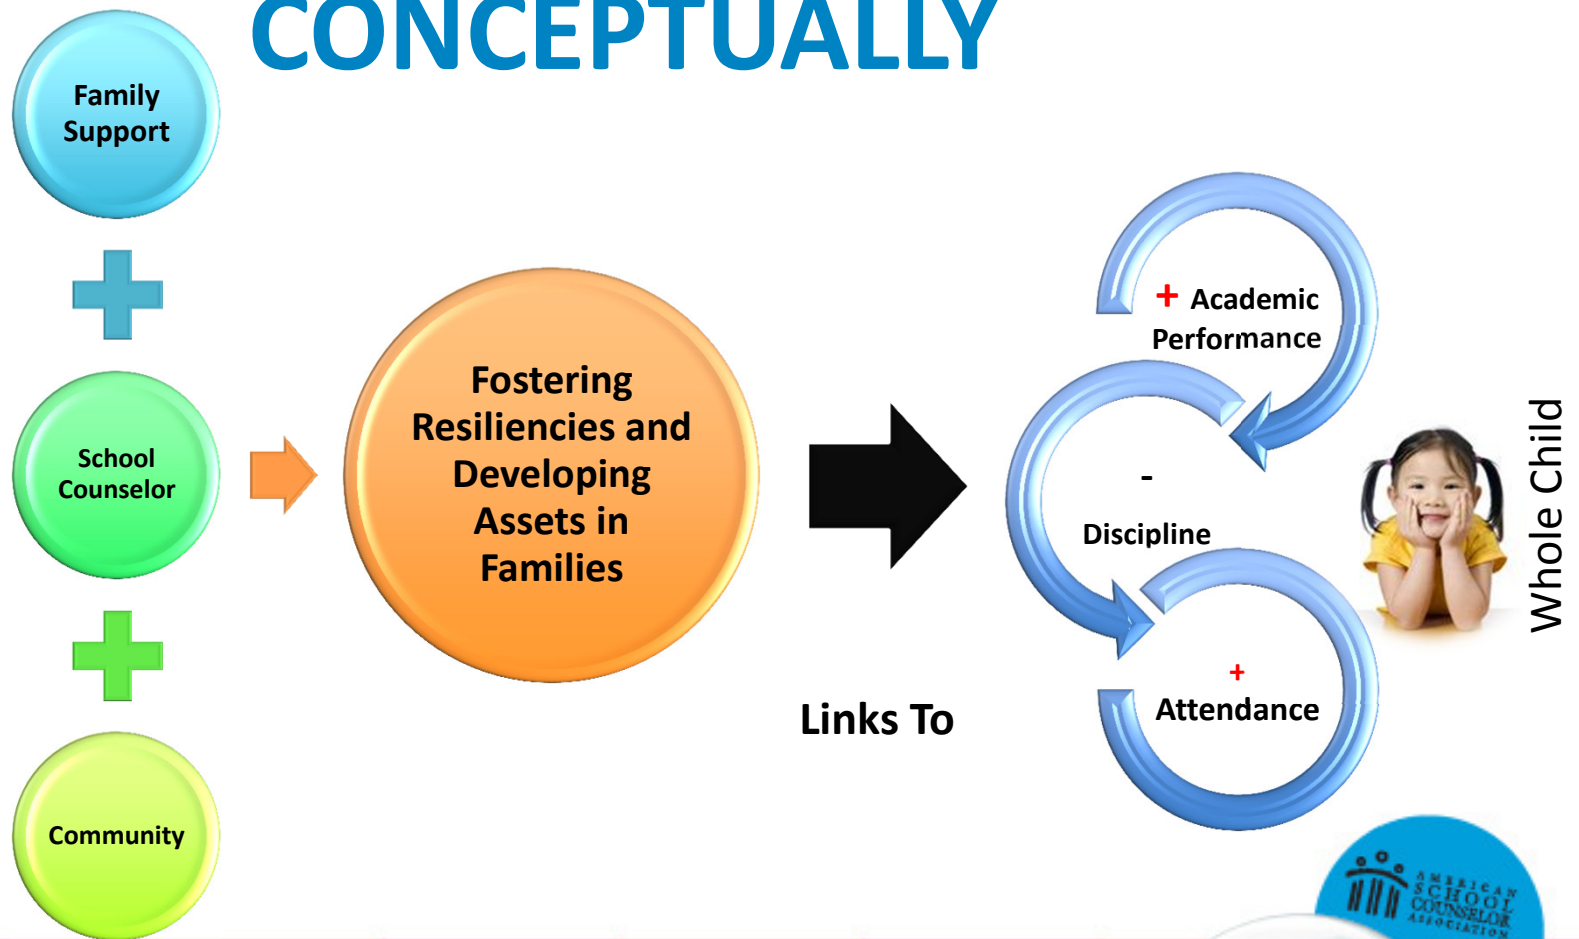 CONCEPTUALLY
Family
Support
School
Counselor
Community
Fostering
Resiliencies and
Developing
Assets in
Families
Links To
+ Academic
Performance
-
Discipline
+
Attendance
Whole Child
AMERICAN
SCHOOL
COUNSELOR
ASSOCIATION